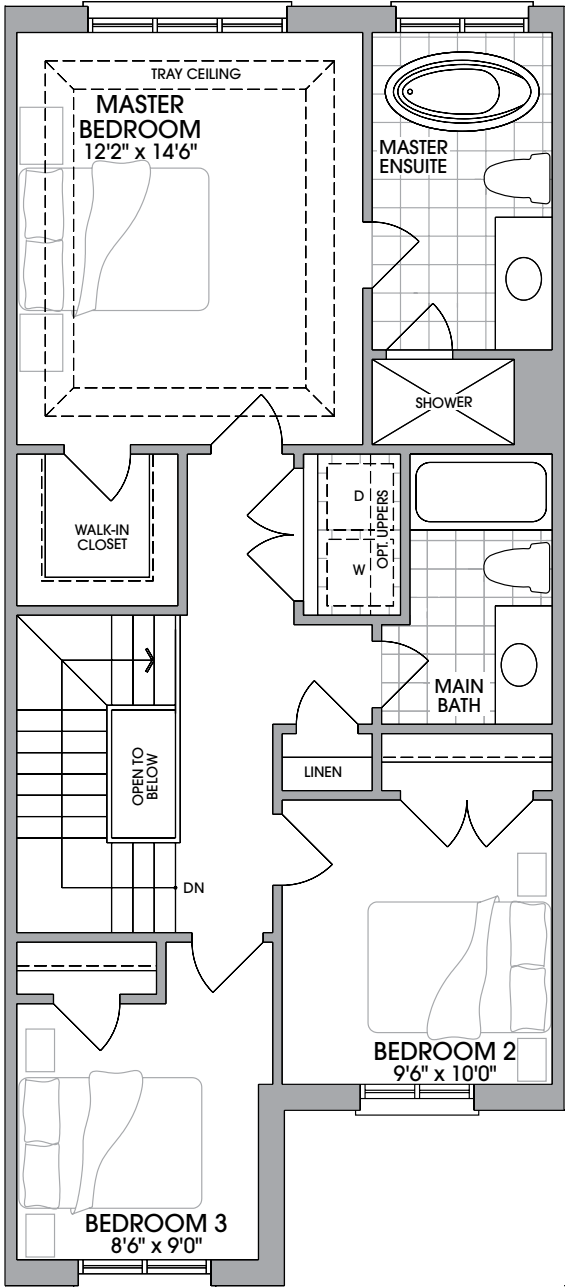 TRAY CEILING
MASTER
BEDROOM
12'2" x 14'6"
MASTER
ENSUITE
SHOWER
WALK-IN
CLOSET
D
W
OPT. UPPERS
MAIN
BATH
LINEN
OPEN TO
BELOW
DN
BEDROOM 2
9'6" x 10'0"
BEDROOM 3
8'6" x 9'0"